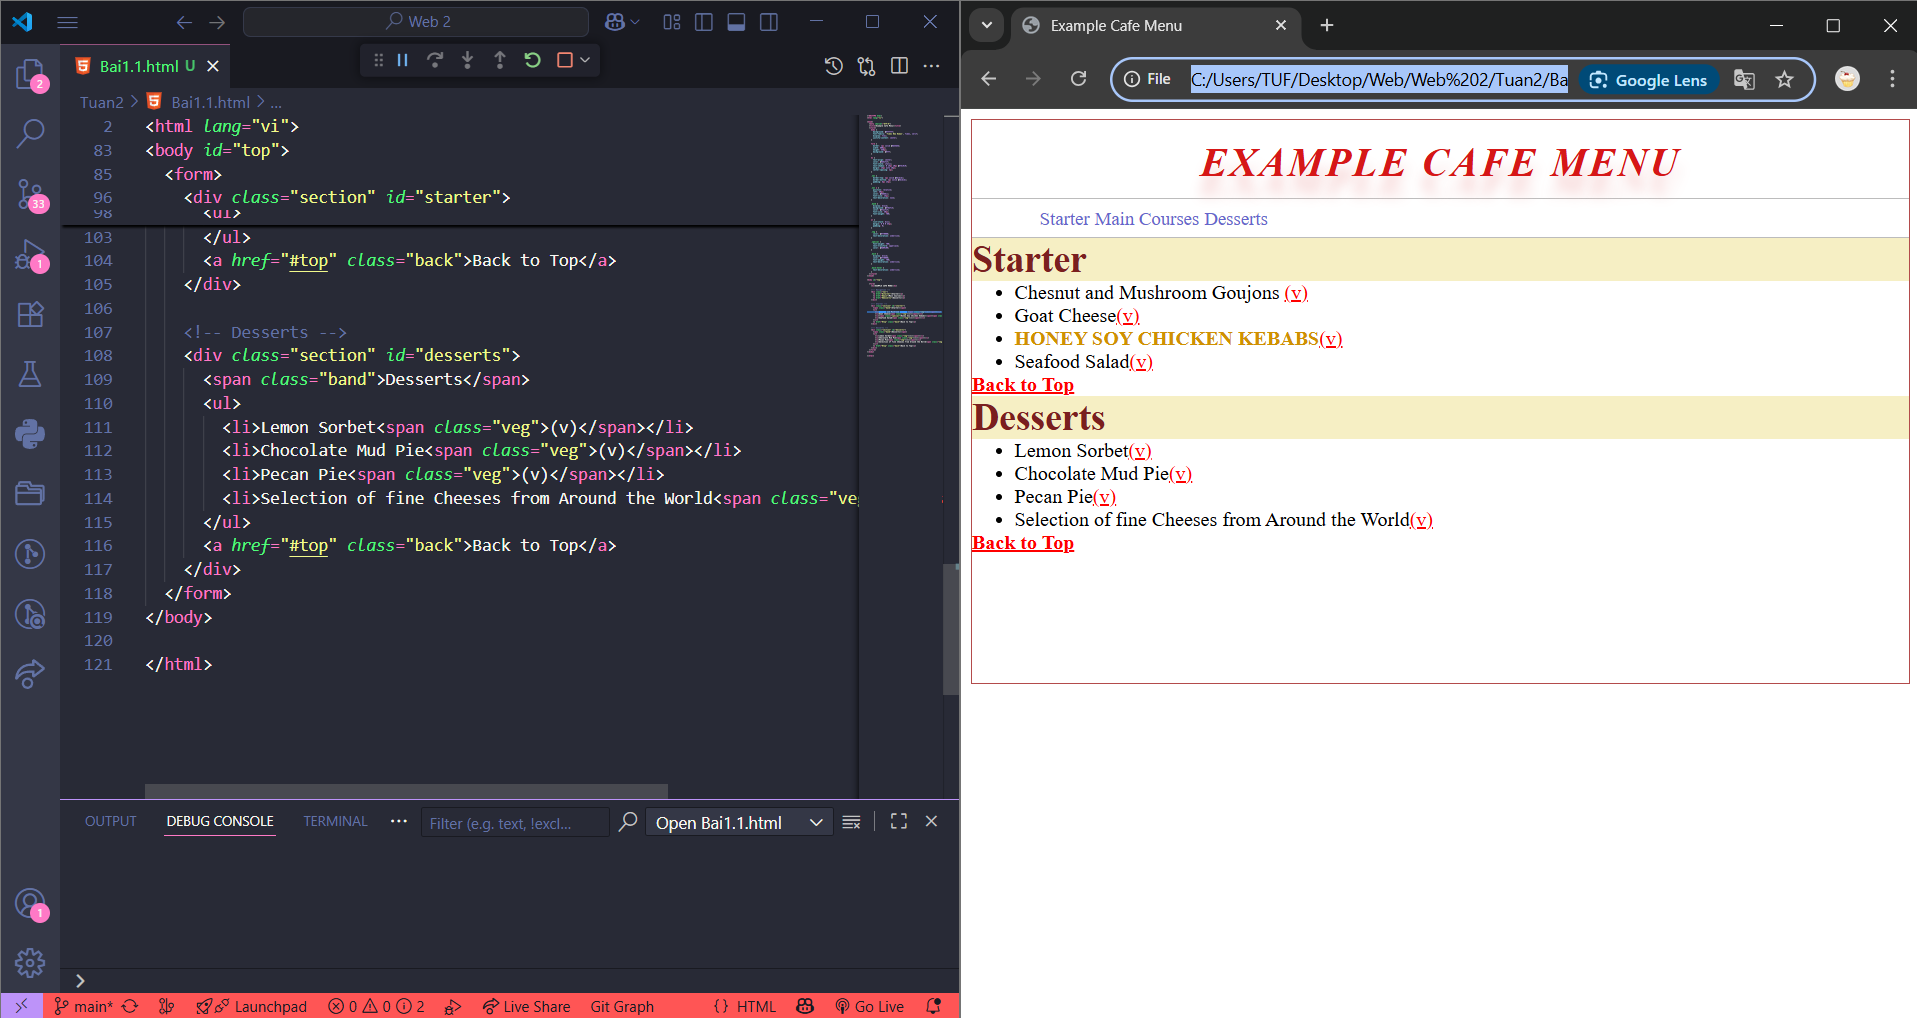 Web 2
Bai1.1.html U
Tuan2 > Bai1.1.html > ...
2 <html lang="vi">
83 <body id="top">
85 <form>
96 <div class="section" id="starter">
98 <ul>
103 </ul>
104 <a href="#top" class="back">Back to Top</a>
105 </div>
106
107 <!-- Desserts -->
108 <div class="section" id="desserts">
109 <span class="band">Desserts</span>
110 <ul>
111 <li>Lemon Sorbet<span class="veg">(v)</span></li>
112 <li>Chocolate Mud Pie<span class="veg">(v)</span></li>
113 <li>Pecan Pie<span class="veg">(v)</span></li>
114 <li>Selection of fine Cheeses from Around the World<span class="veg
115 </ul>
116 <a href="#top" class="back">Back to Top</a>
117 </div>
118 </form>
119 </body>
120
121 </html>
2
33
1
1
OUTPUT DEBUG CONSOLE TERMINAL ... Filter (e.g. text, !excl... Open Bai1.1.html
main* Launchpad 0 0 2 Live Share Git Graph {} HTML Go Live
Example Cafe Menu
File C:/Users/TUF/Desktop/Web/Web%202/Tuan2/Ba Google Lens
EXAMPLE CAFE MENU
Starter Main Courses Desserts
Starter
• Chesnut and Mushroom Goujons (v)
• Goat Cheese(v)
• HONEY SOY CHICKEN KEBABS(v)
• Seafood Salad(v)
Back to Top
Desserts
• Lemon Sorbet(v)
• Chocolate Mud Pie(v)
• Pecan Pie(v)
• Selection of fine Cheeses from Around the World(v)
Back to Top